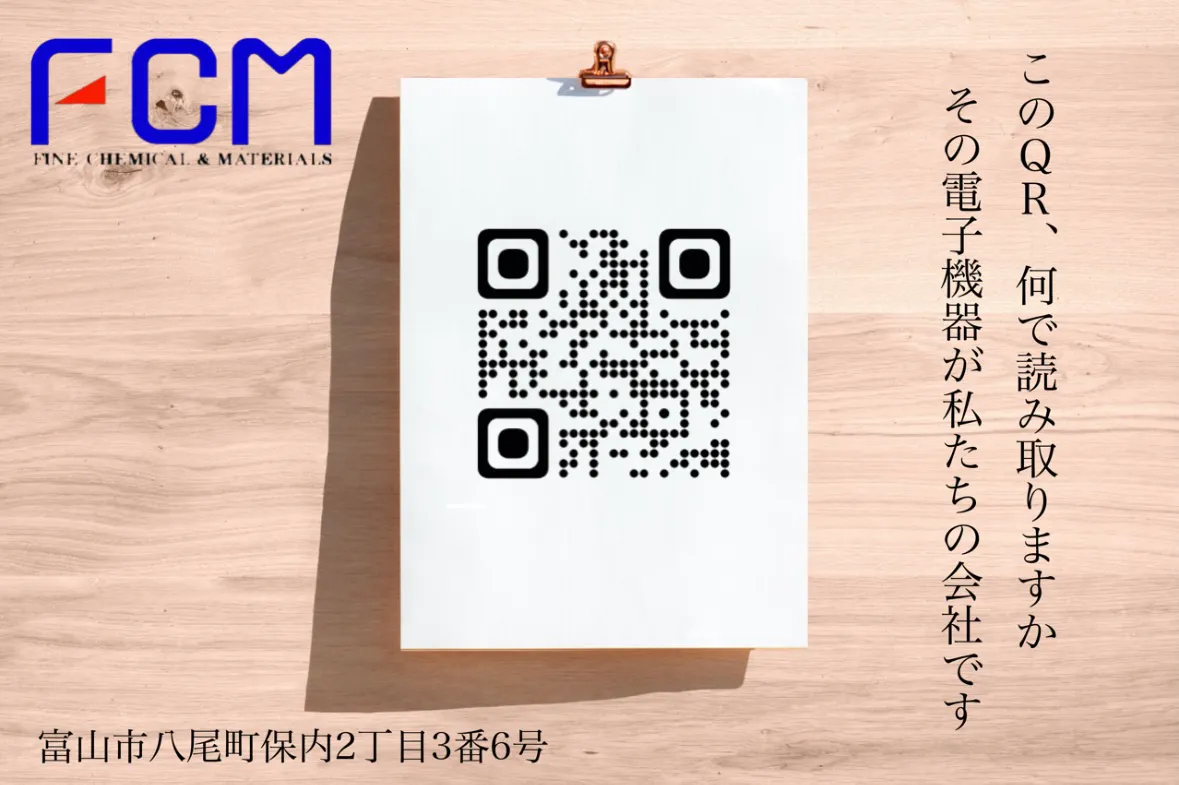 FCM
FINE CHEMICAL & MATERIALS
このQR、何で読み取りますか
その電子機器が私たちの会社です
富山市八尾町保内2丁目3番6号